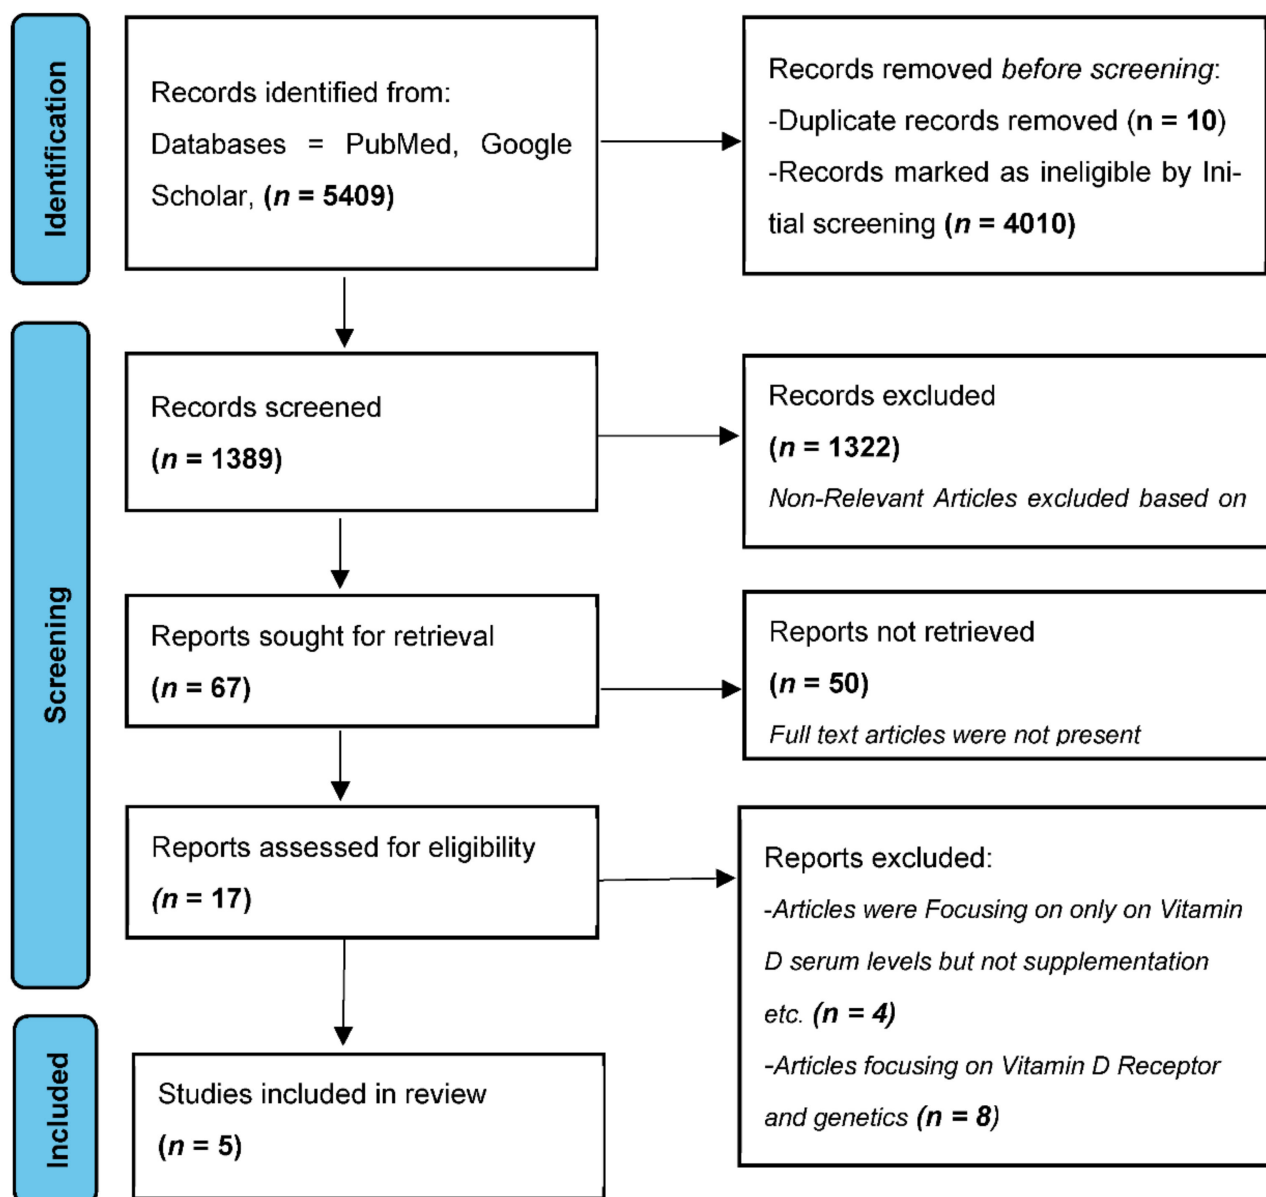 Identification
Records identified from:
Databases = PubMed, Google
Scholar, (n = 5409)
Records removed before screening:
-Duplicate records removed (n = 10)
-Records marked as ineligible by Ini-
tial screening (n = 4010)
Screening
Records screened
(n = 1389)
Records excluded
(n = 1322)
Non-Relevant Articles excluded based on
Reports sought for retrieval
(n = 67)
Reports not retrieved
(n = 50)
Full text articles were not present
Reports assessed for eligibility
(n = 17)
Reports excluded:
-Articles were Focusing on only on Vitamin
D serum levels but not supplementation
etc. (n = 4)
-Articles focusing on Vitamin D Receptor
and genetics (n = 8)
Included
Studies included in review
(n = 5)